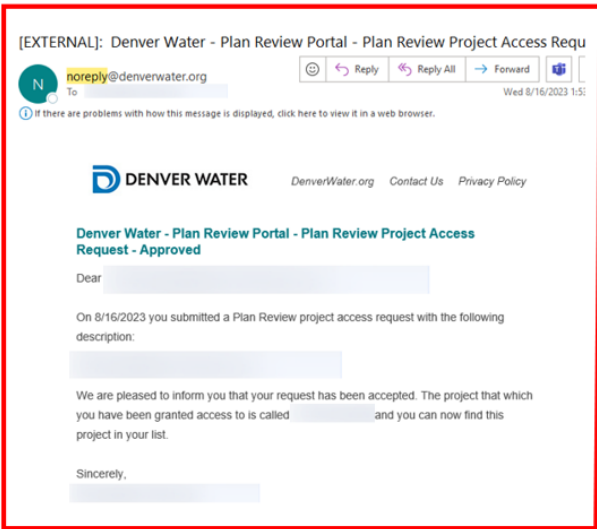 [EXTERNAL]: Denver Water - Plan Review Portal - Plan Review Project Access Requ
Reply
Reply All
Forward
N
noreply@denverwater.org
To
Wed 8/16/2023 1:53
If there are problems with how this message is displayed, click here to view it in a web browser.
DENVER WATER
DenverWater.org Contact Us Privacy Policy
Denver Water - Plan Review Portal - Plan Review Project Access
Request - Approved
Dear
On 8/16/2023 you submitted a Plan Review project access request with the following
description:
We are pleased to inform you that your request has been accepted. The project that which
you have been granted access to is called and you can now find this
project in your list.
Sincerely,